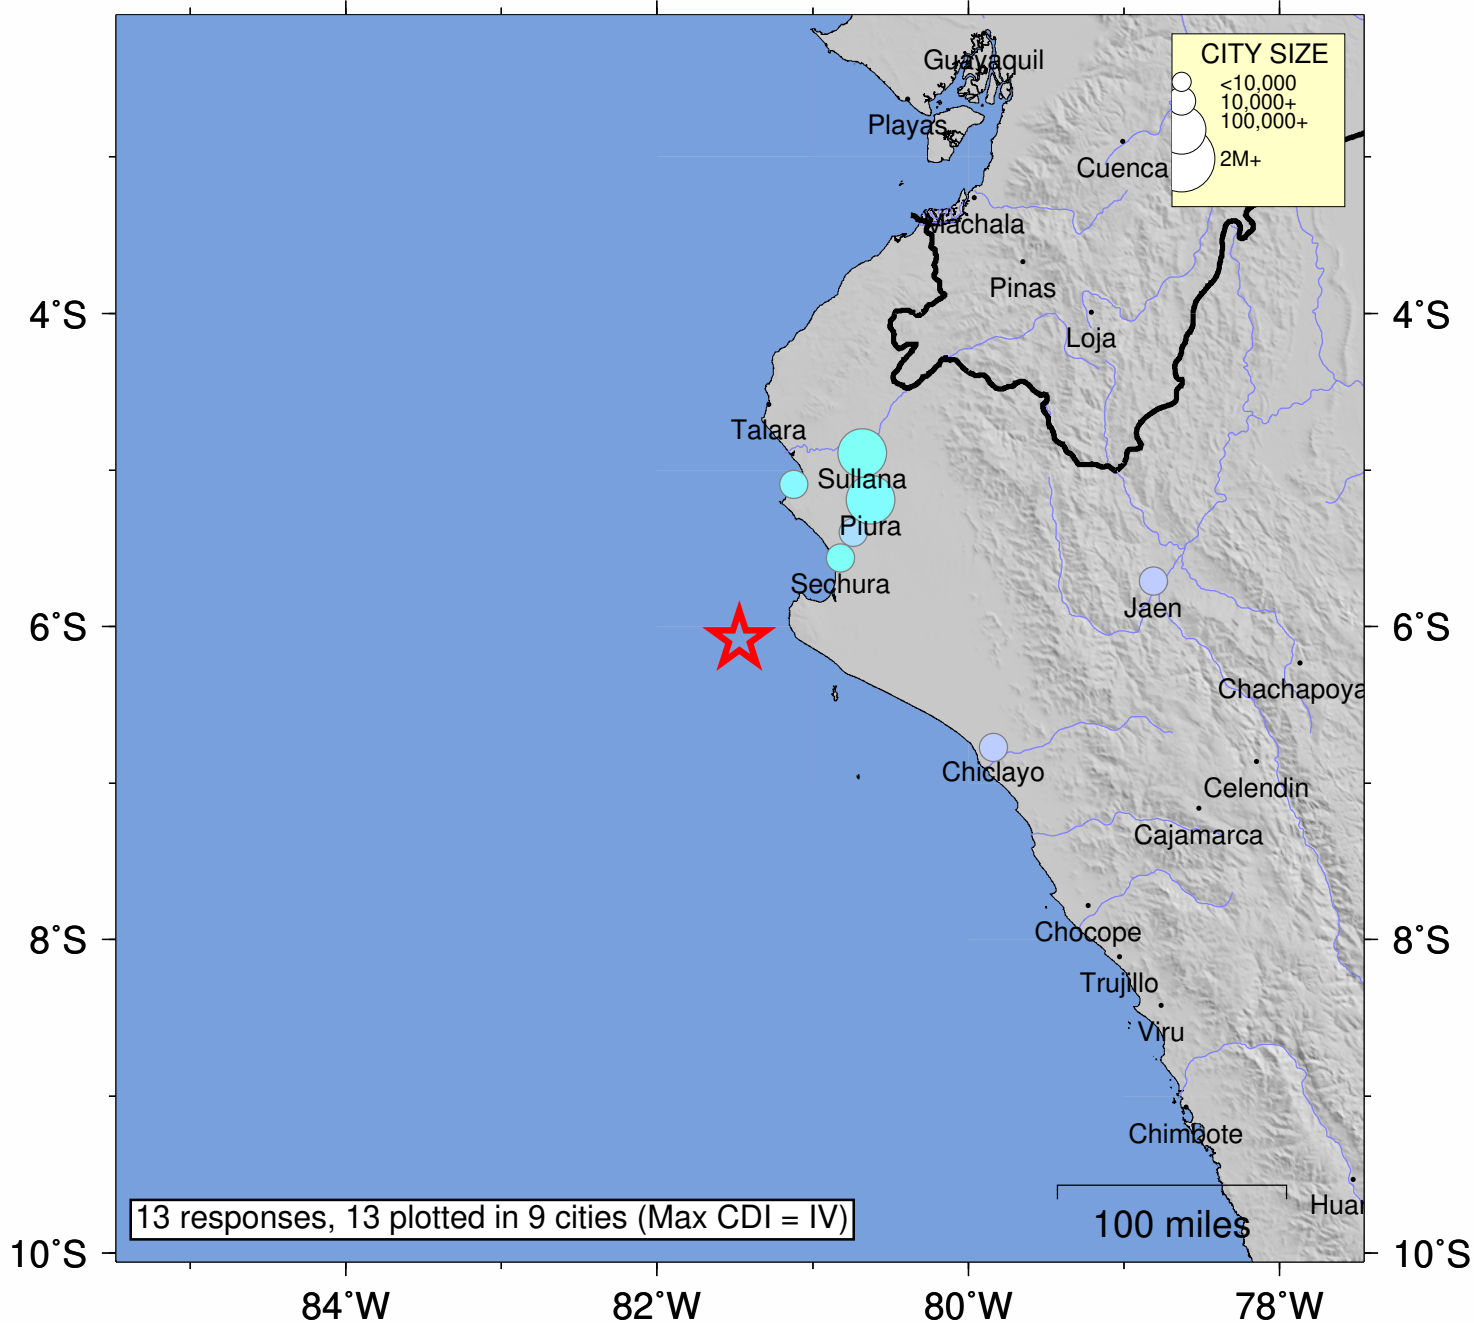 Guayaquil
CITY SIZE
<10,000
10,000+
100,000+
2M+
Playas
Cuenca
Machala
Pinas
4˚S
4˚S
Loja
Talara
Sullana
Piura
Sechura
Jaen
6˚S
6˚S
Chachapoya
Chiclayo
Celendin
Cajamarca
Chocope
8˚S
8˚S
Trujillo
Viru
Chimbote
Huar
13 responses, 13 plotted in 9 cities (Max CDI = IV)
100 miles
10˚S
10˚S
84˚W
82˚W
80˚W
78˚W